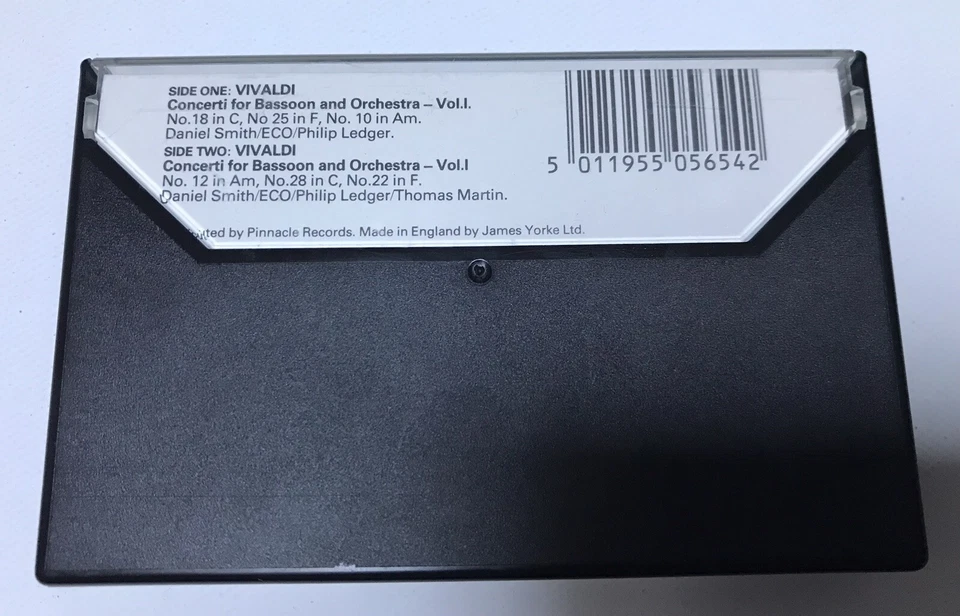 SIDE ONE: VIVALDI
Concerti for Bassoon and Orchestra – Vol.I.
No.18 in C, No 25 in F, No. 10 in Am.
Daniel Smith/ECO/Philip Ledger.
SIDE TWO: VIVALDI
Concerti for Bassoon and Orchestra – Vol.I
No. 12 in Am, No.28 in C, No.22 in F.
Daniel Smith/ECO/Philip Ledger/Thomas Martin.
by Pinnacle Records. Made in England by James Yorke Ltd.
5 011955 056542